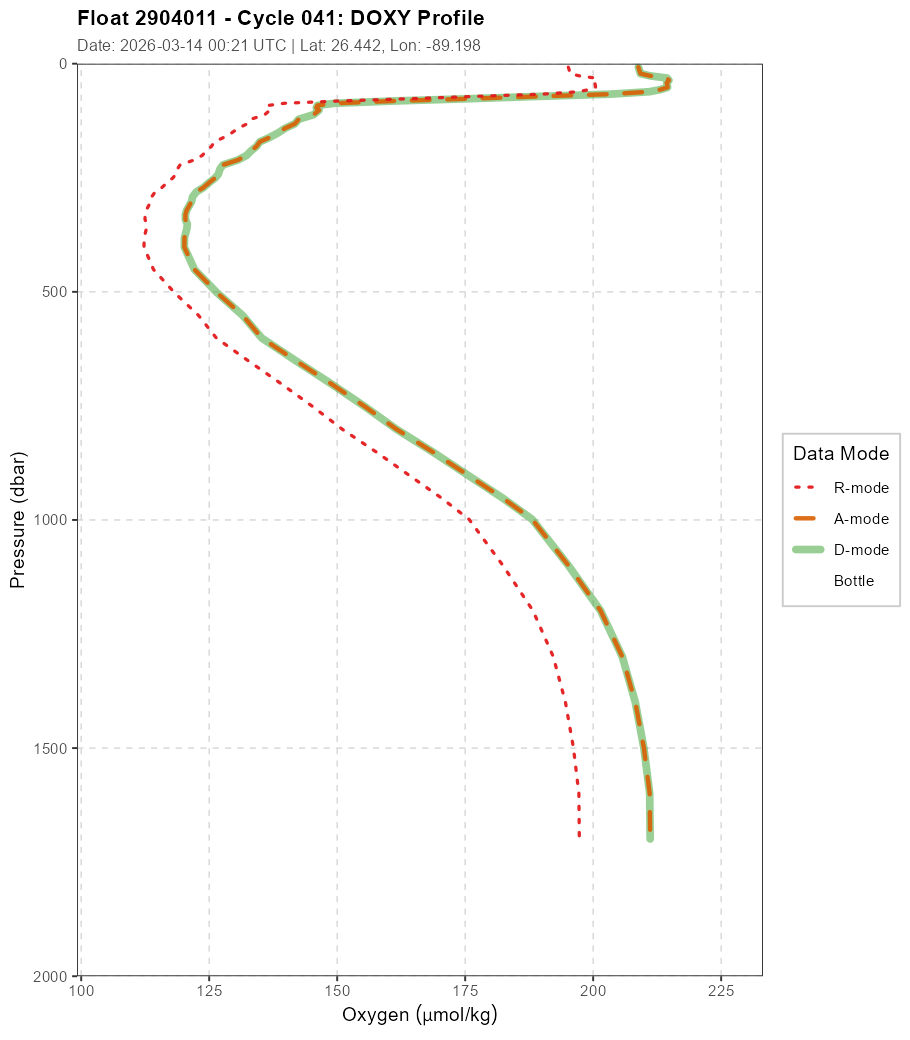 Float 2904011 - Cycle 041: DOXY Profile
Date: 2026-03-14 00:21 UTC | Lat: 26.442, Lon: -89.198
0
500
1000
1500
2000
Pressure (dbar)
100 125 150 175 200 225
Oxygen (µmol/kg)
Data Mode
R-mode
A-mode
D-mode
Bottle